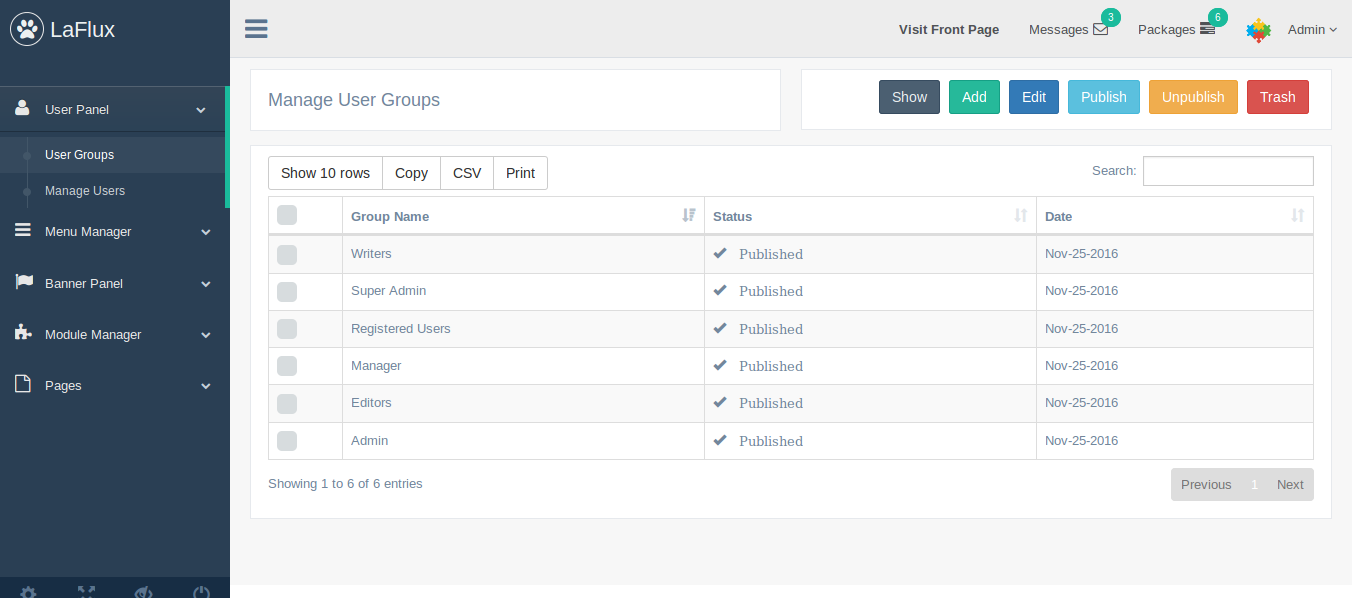 LaFlux
Visit Front Page Messages 3 Packages 6 Admin
User Panel
User Groups
Manage Users
Menu Manager
Banner Panel
Module Manager
Pages
Manage User Groups
Show Add Edit Publish Unpublish Trash
Show 10 rows Copy CSV Print Search:
Group Name Status Date
Writers Published Nov-25-2016
Super Admin Published Nov-25-2016
Registered Users Published Nov-25-2016
Manager Published Nov-25-2016
Editors Published Nov-25-2016
Admin Published Nov-25-2016
Showing 1 to 6 of 6 entries Previous 1 Next